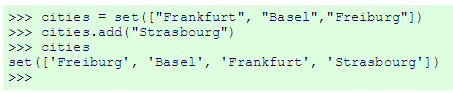 >>> cities = set(["Frankfurt", "Basel","Freiburg"])
>>> cities.add("Strasbourg")
>>> cities
set(['Freiburg', 'Basel', 'Frankfurt', 'Strasbourg'])
>>>